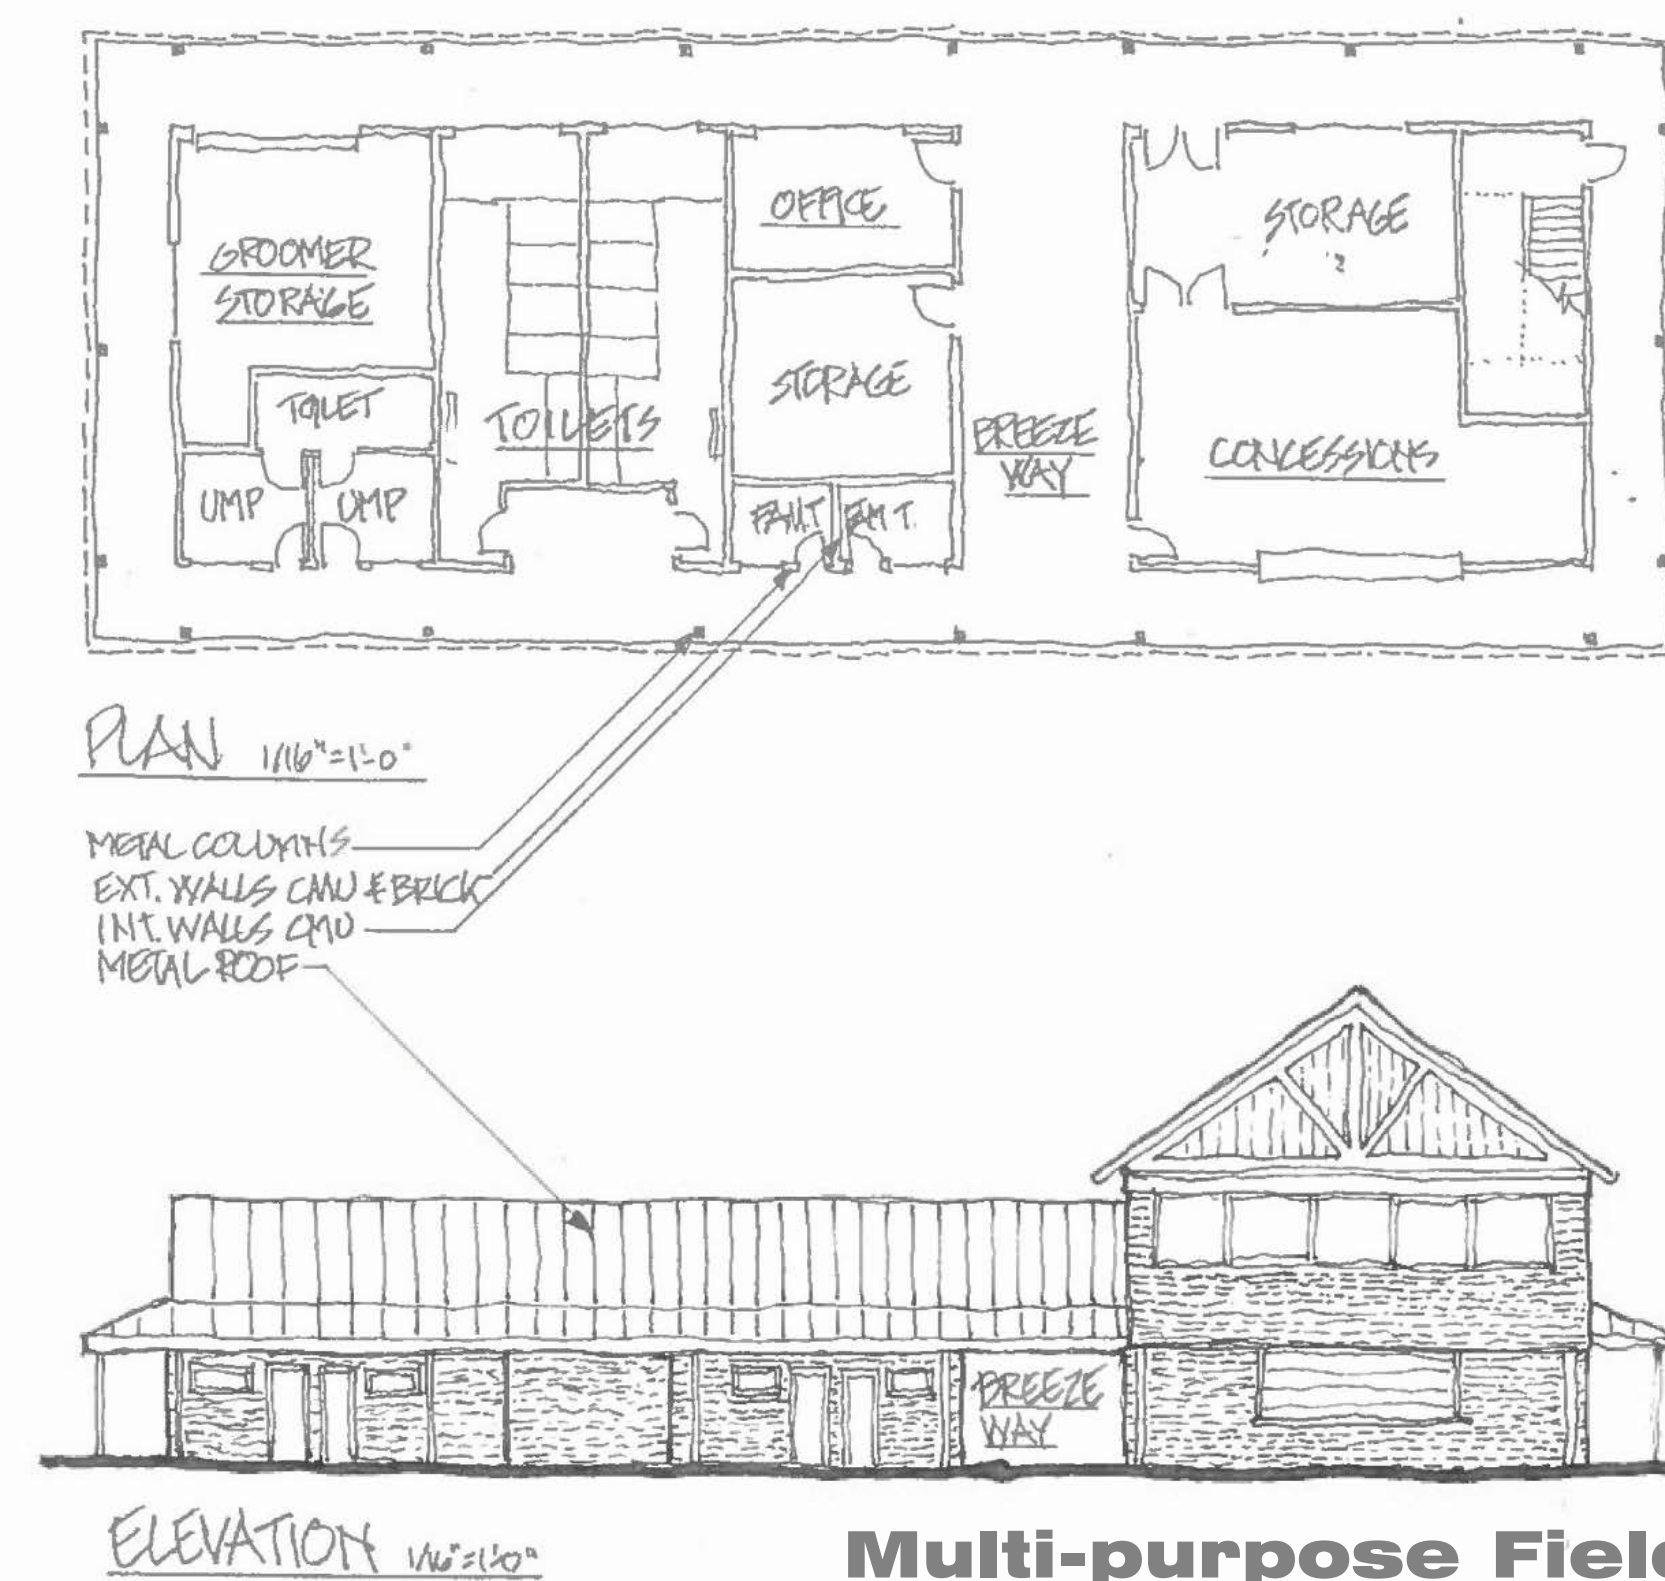 OFFICE
STORAGE
GROOMER
STORAGE
STORAGE
TOILET
TOILETS
BREEZE
WAY
CONCESSIONS
UMP
UMP
FAM T.
FAM T.
PLAN 1/16"=1'-0"
METAL COLUMNS
EXT. WALLS CMU & BRICK
INT. WALLS CMU
METAL ROOF
BREEZE
WAY
ELEVATION 1/16"=1'-0"
Multi-purpose Fiel